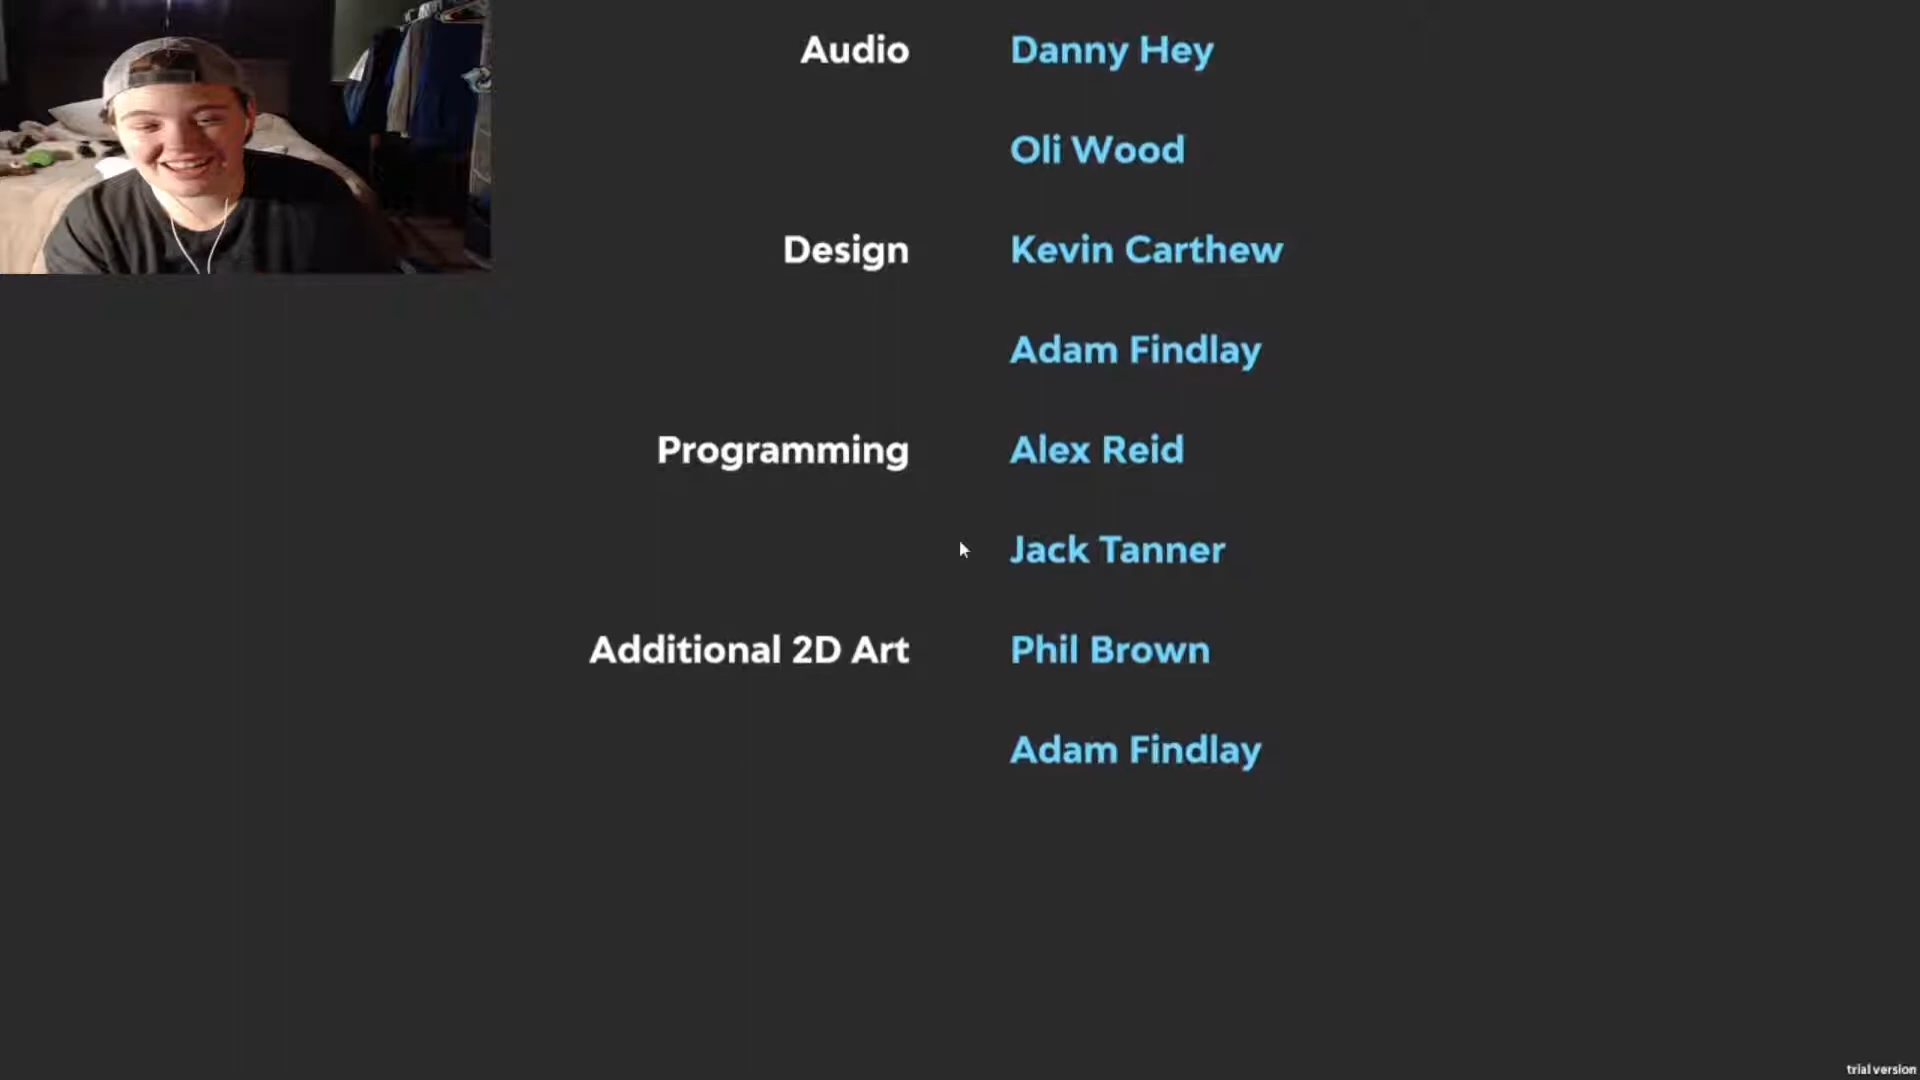 Audio Danny Hey
Oli Wood
Design Kevin Carthew
Adam Findlay
Programming Alex Reid
Jack Tanner
Additional 2D Art Phil Brown
Adam Findlay
trial version